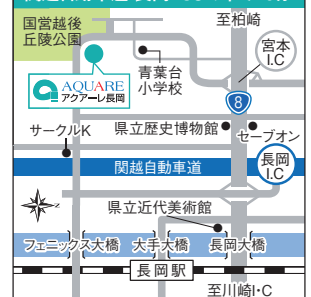 国営越後
丘陵公園
至柏崎
宮本
I.C
AQUARE
アクアーレ長岡
青葉台
小学校
8
サークルK
県立歴史博物館
セーブオン
関越自動車道
長岡
I.C
県立近代美術館
フェニックス大橋
大手大橋
長岡大橋
長岡駅
至川崎I・C